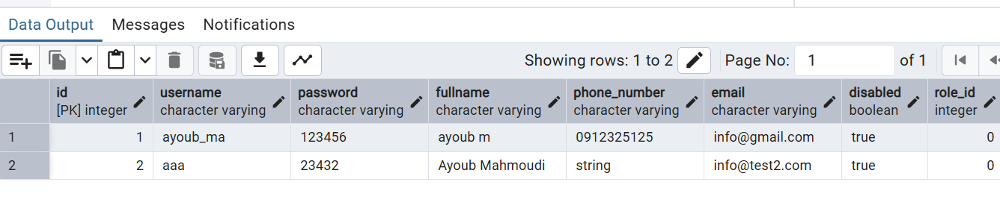 Data Output Messages Notifications
Showing rows: 1 to 2 Page No: 1 of 1
id username password fullname phone_number email disabled role_id
[PK] integer character varying character varying character varying character varying character varying boolean integer
1 1 ayoub_ma 123456 ayoub m 0912325125 info@gmail.com true 0
2 2 aaa 23432 Ayoub Mahmoudi string info@test2.com true 0